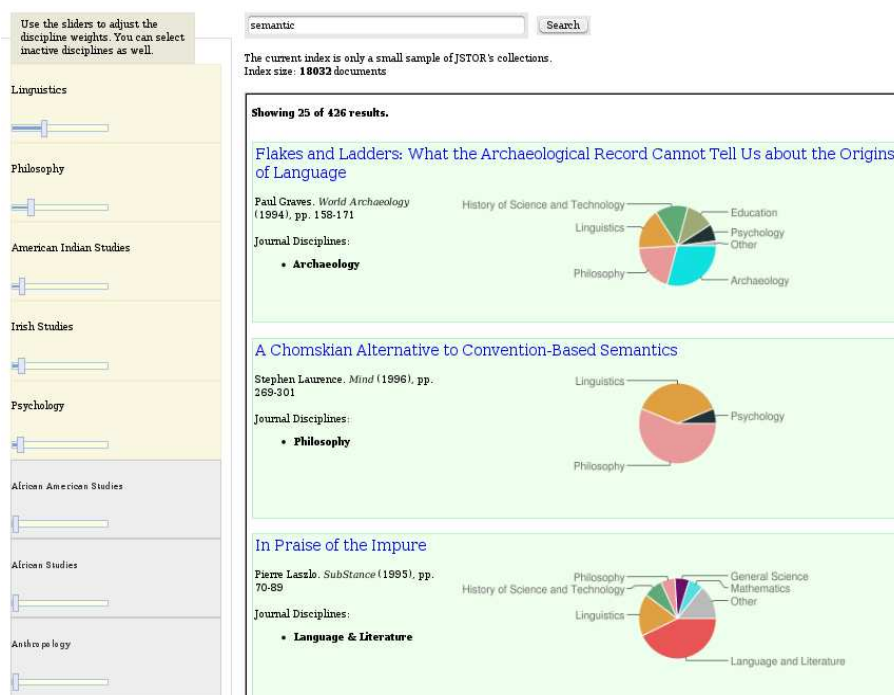 Use the sliders to adjust the
discipline weights. You can select
inactive disciplines as well.
Linguistics
Philosophy
American Indian Studies
Irish Studies
Psychology
African American Studies
African Studies
Anthropology
semantic
Search
The current index is only a small sample of JSTOR's collections.
Index size: 18032 documents
Showing 25 of 426 results.
Flakes and Ladders: What the Archaeological Record Cannot Tell Us about the Origins
of Language
Paul Graves. World Archaeology
(1994), pp. 158-171
Journal Disciplines:
• Archaeology
History of Science and Technology
Linguistics
Philosophy
Education
Psychology
Other
Archaeology
A Chomskian Alternative to Convention-Based Semantics
Stephen Laurence. Mind (1996), pp.
269-301
Journal Disciplines:
• Philosophy
Linguistics
Philosophy
Psychology
In Praise of the Impure
Pierre Laszlo. SubStance (1995), pp.
70-89
Journal Disciplines:
• Language & Literature
Philosophy
History of Science and Technology
Linguistics
General Science
Mathematics
Other
Language and Literature